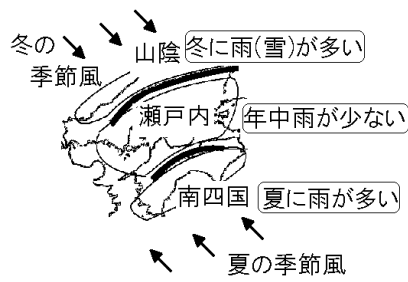 冬の
季節風
山陰
冬に雨(雪)が多い
瀬戸内
年中雨が少ない
南四国
夏に雨が多い
夏の季節風